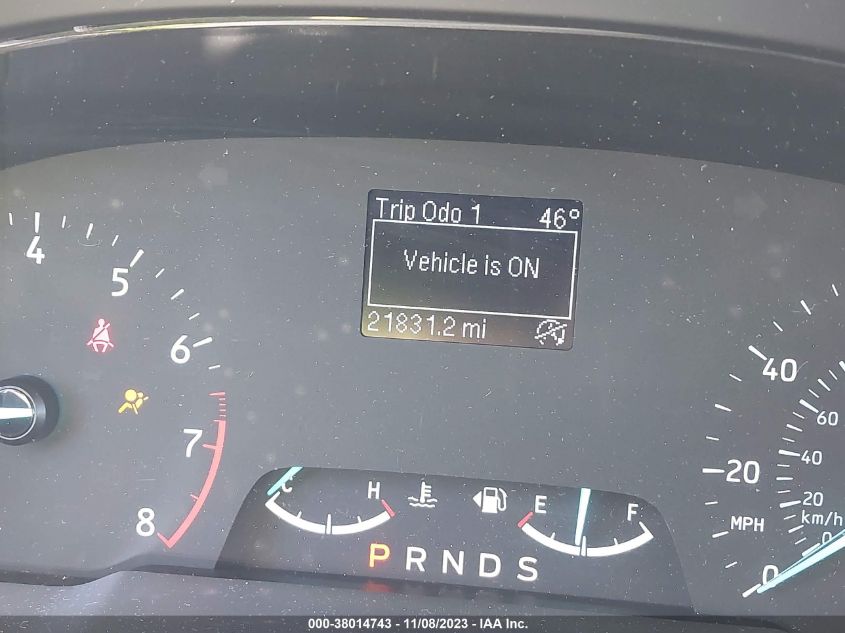 Trip Odo 1 46°
Vehicle is ON
21831.2 mi
4
5
6
7
8
40
20
MPH
0
60
40
20
km/h
0
C H
E F
P R N D S
000-38014743 - 11/08/2023 - IAA Inc.